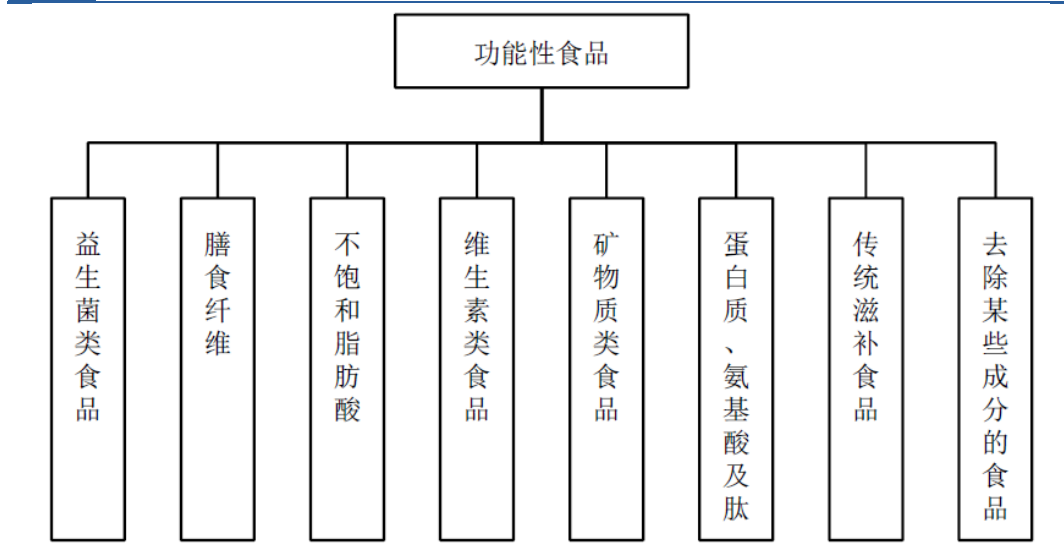 功能性食品
益生菌类食品
膳食纤维
不饱和脂肪酸
维生素类食品
矿物质类食品
蛋白质、氨基酸及肽
传统滋补食品
去除某些成分的食品